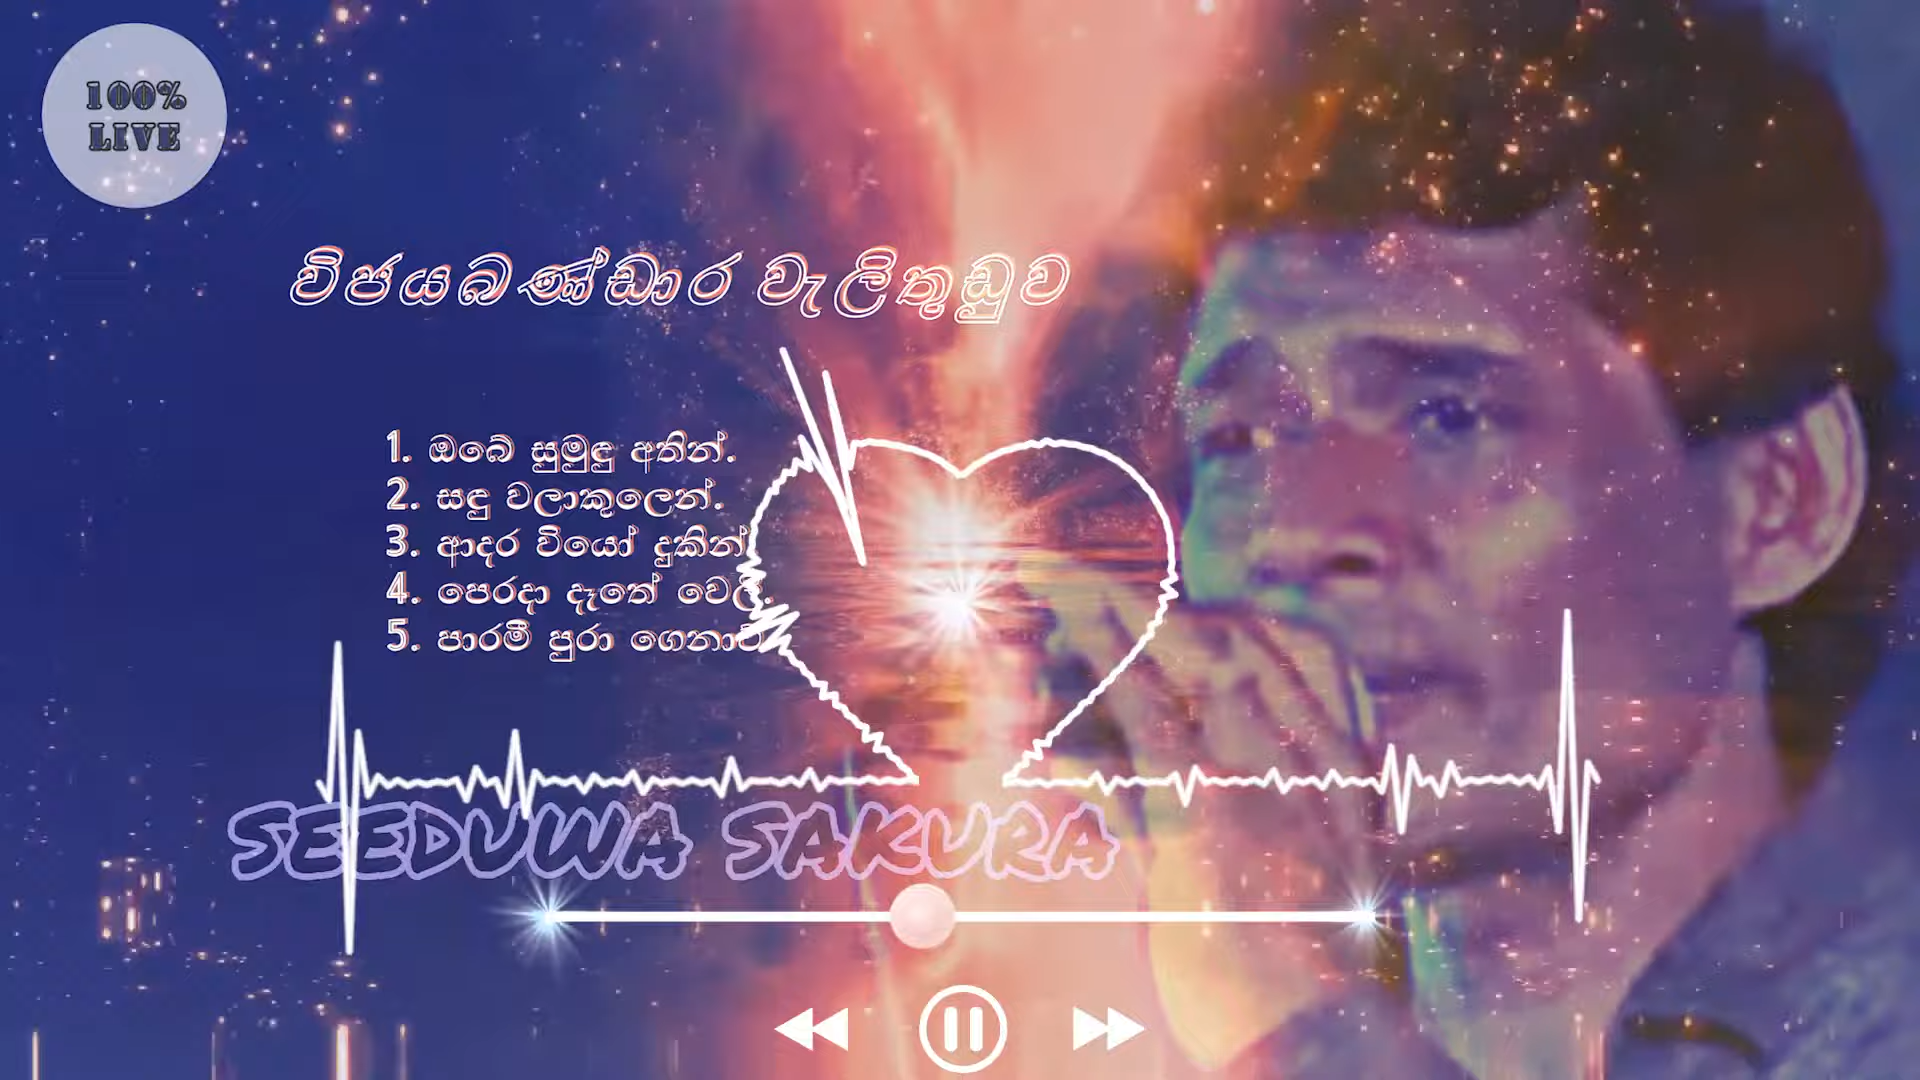 100%
LIVE
විජයබණ්ඩාර වැලිතුඩුව
1. ඔබේ සුමුදු අතින්.
2. සඳු වලාකුලෙන්.
3. ආදර වියෝ දුකින්.
4. පෙරදා දෑතේ වෙලී.
5. පාරමී පුරා
SEEDUWA SAKURA